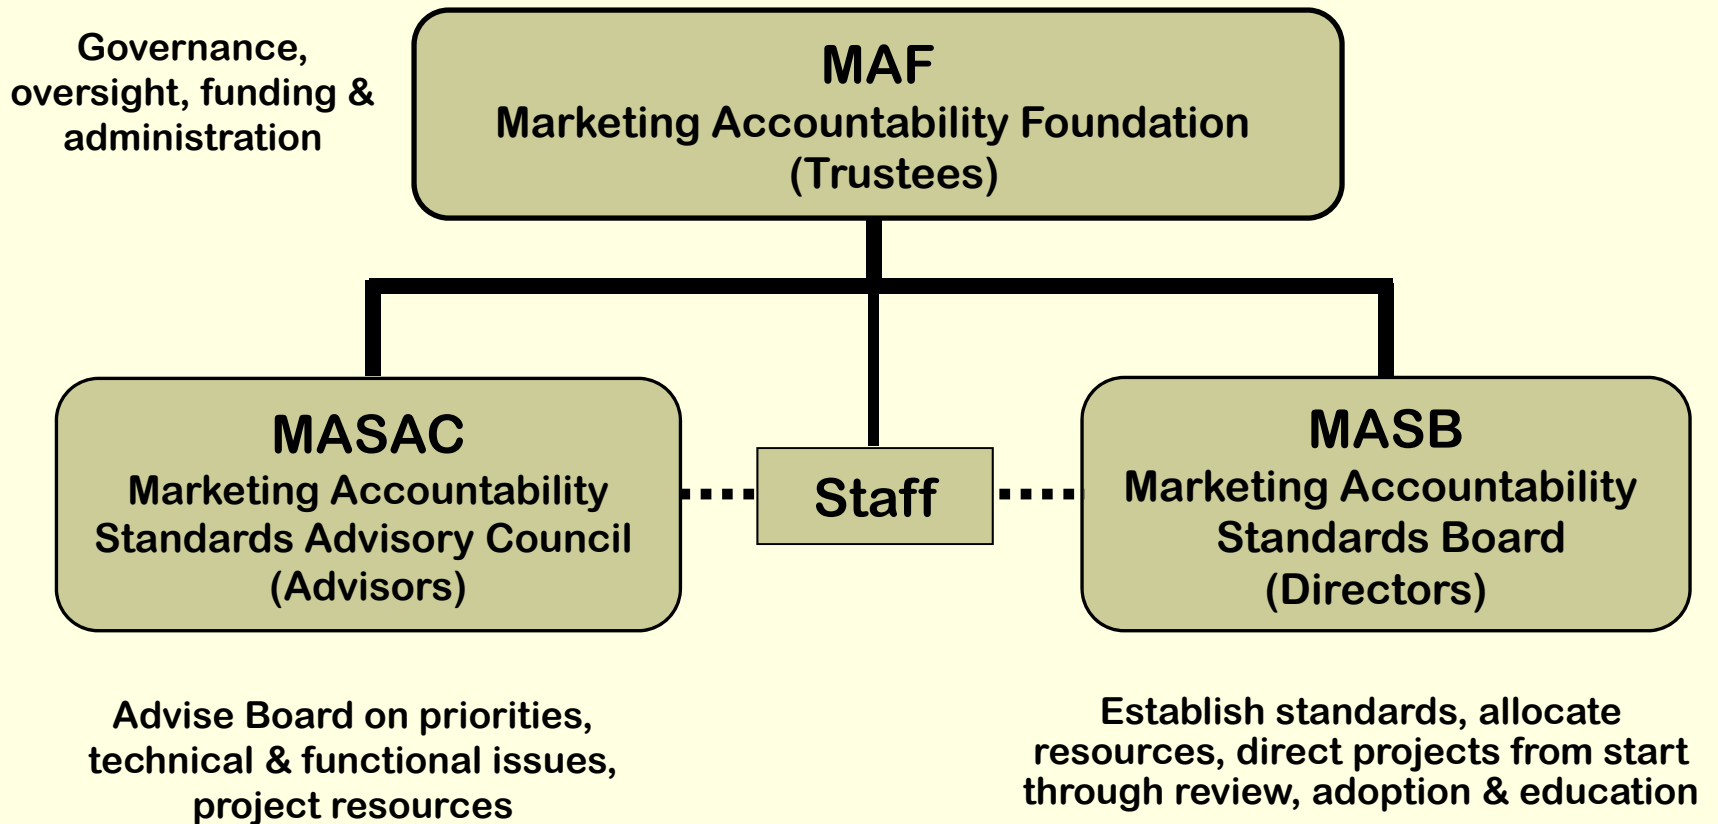 Governance,
oversight, funding &
administration
MAF
Marketing Accountability Foundation
(Trustees)
MASAC
Marketing Accountability
Standards Advisory Council
(Advisors)
Staff
MASB
Marketing Accountability
Standards Board
(Directors)
Advise Board on priorities,
technical & functional issues,
project resources
Establish standards, allocate
resources, direct projects from start
through review, adoption & education